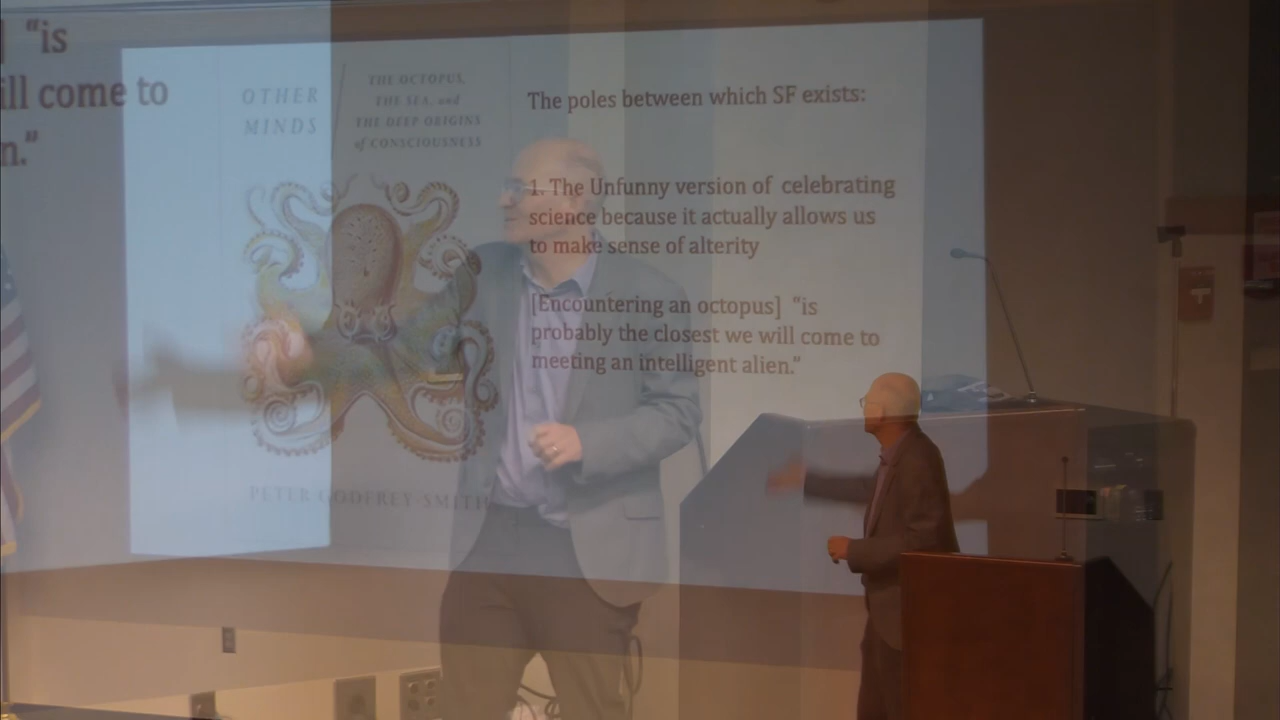 ] “is
ill come to
n.”
OTHER
MINDS
THE OCTOPUS,
THE SEA, and
THE DEEP ORIGINS
of CONSCIOUSNESS
PETER GODFREY-SMITH
The poles between which SF exists:
1. The Unfunny version of celebrating
science because it actually allows us
to make sense of alterity
[Encountering an octopus] “is
probably the closest we will come to
meeting an intelligent alien.”